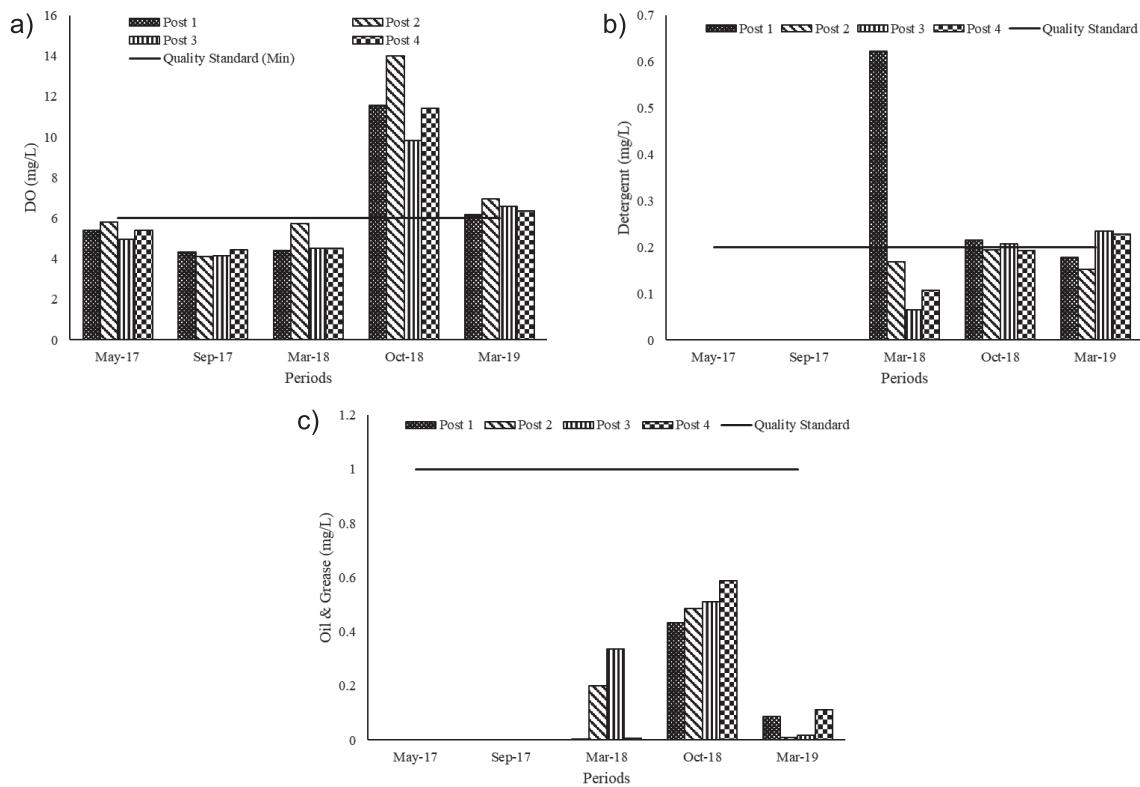 a)
16
14
12
10
8
6
4
2
0
DO (mg/L)
Post 1 Post 2
Post 3 Post 4
Quality Standard (Min)
May-17 Sep-17 Mar-18 Oct-18 Mar-19
Periods
b)
0.7
0.6
0.5
0.4
0.3
0.2
0.1
0
Detergernt (mg/L)
Post 1 Post 2 Post 3 Post 4 Quality Standard
May-17 Sep-17 Mar-18 Oct-18 Mar-19
Periods
c)
1.2
1
0.8
0.6
0.4
0.2
0
Oil & Grease (mg/L)
Post 1 Post 2 Post 3 Post 4 Quality Standard
May-17 Sep-17 Mar-18 Oct-18 Mar-19
Periods